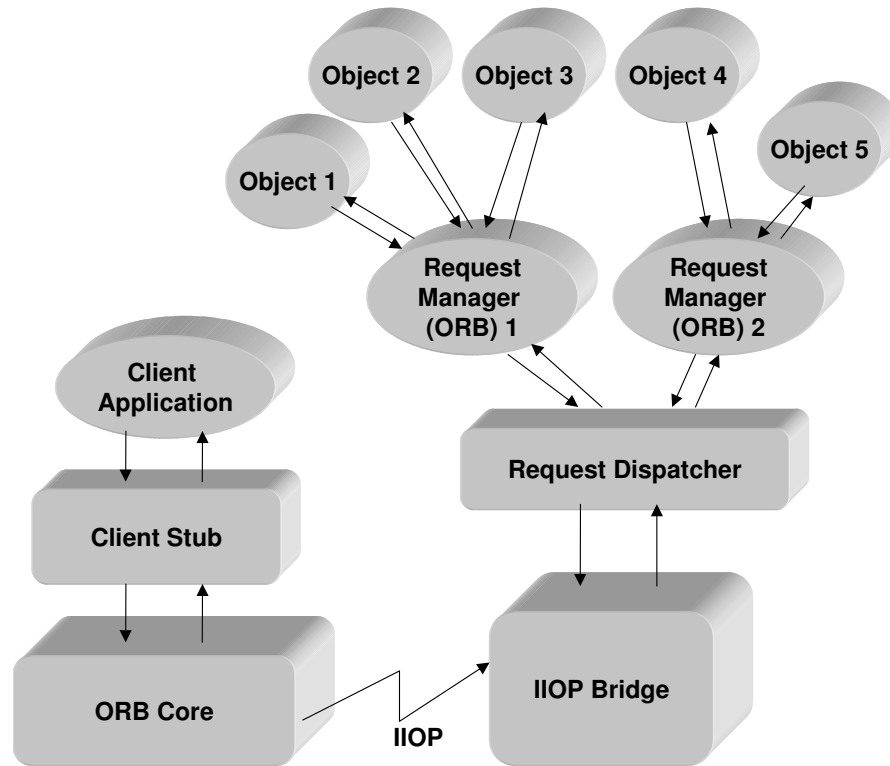 Object 2
Object 3
Object 4
Object 1
Object 5
Request
Manager
(ORB) 1
Request
Manager
(ORB) 2
Client
Application
Request Dispatcher
Client Stub
ORB Core
IIOP Bridge
IIOP